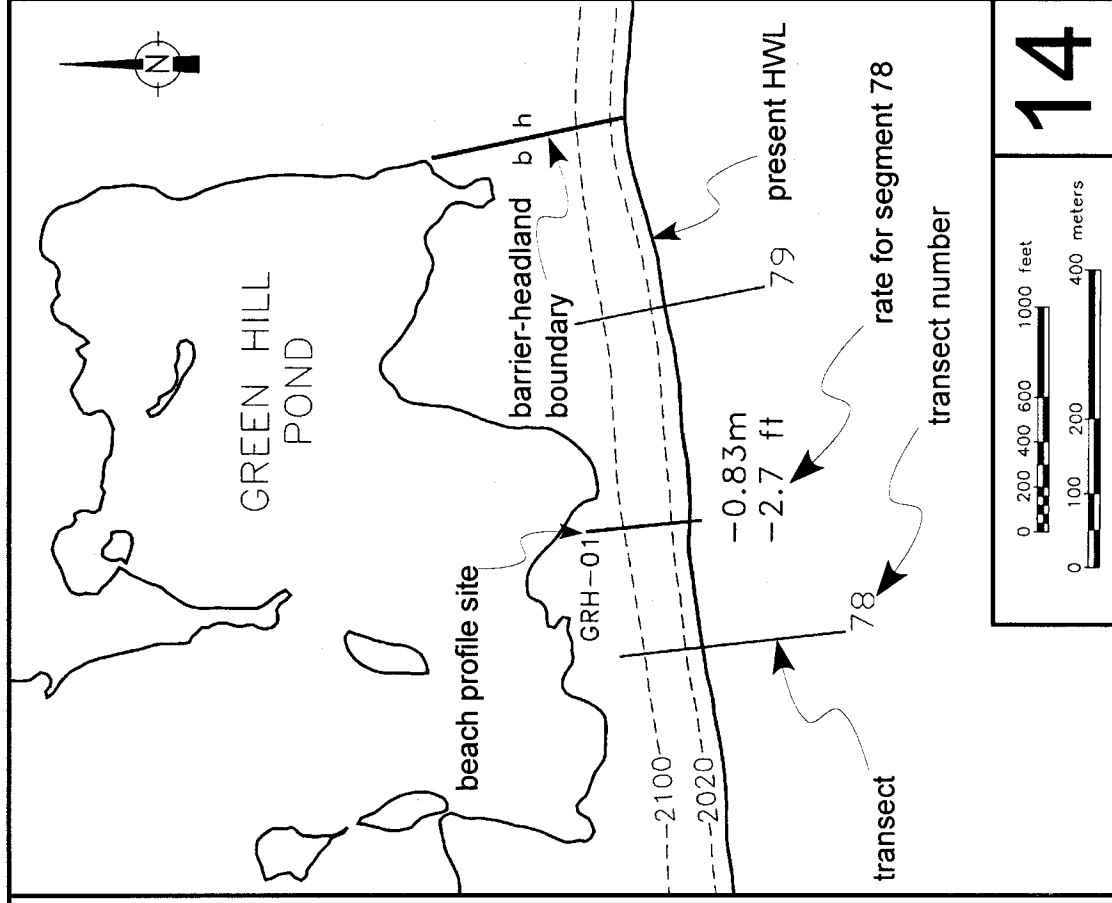 N
GREEN HILL
POND
b h
barrier-headland
boundary
beach profile site
GRH-01
2100
2020
-0.83m
-2.7 ft
78
79
present HWL
rate for segment 78
transect number
transect
0 200 400 600 1000 feet
0 100 200 400 meters
14